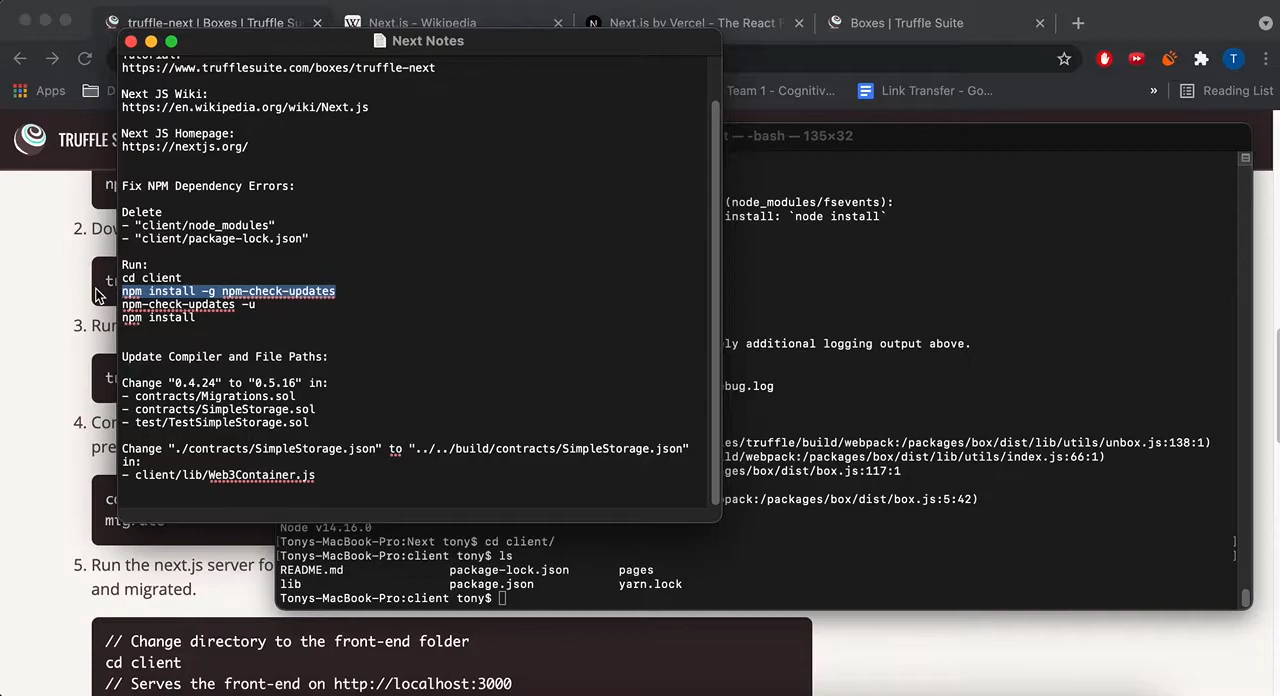 truffle-next | Boxes | Truffle Su
Next.js - Wikipedia
Next.js by Vercel - The React F
Boxes | Truffle Suite
Next Notes
T
Apps
D
Team 1 - Cognitiv...
Link Transfer - Go...
»
Reading List
TRUFFLE S
Tutorial:
https://www.trufflesuite.com/boxes/truffle-next
Next JS Wiki:
https://en.wikipedia.org/wiki/Next.js
Next JS Homepage:
https://nextjs.org/
Fix NPM Dependency Errors:
Delete
- "client/node_modules"
- "client/package-lock.json"
Run:
cd client
npm install -g npm-check-updates
npm-check-updates -u
npm install
Update Compiler and File Paths:
Change "0.4.24" to "0.5.16" in:
- contracts/Migrations.sol
- contracts/SimpleStorage.sol
- test/TestSimpleStorage.sol
Change "./contracts/SimpleStorage.json" to "../../build/contracts/SimpleStorage.json"
in:
- client/lib/Web3Container.js
t — -bash — 135×32
(node_modules/fsevents):
install: `node install`
ly additional logging output above.
bug.log
es/truffle/build/webpack:/packages/box/dist/lib/utils/unbox.js:138:1)
ld/webpack:/packages/box/dist/lib/utils/index.js:66:1)
ges/box/dist/box.js:117:1
pack:/packages/box/dist/box.js:5:42)
Node v14.16.0
[Tonys-MacBook-Pro:Next tony$ cd client/ ]
[Tonys-MacBook-Pro:client tony$ ls ]
README.md package-lock.json pages
lib package.json yarn.lock
Tonys-MacBook-Pro:client tony$
np
2. Dow
tr
3. Run
tr
4. Con
pre
co
migrate
5. Run the next.js server fo
and migrated.
// Change directory to the front-end folder
cd client
// Serves the front-end on http://localhost:3000